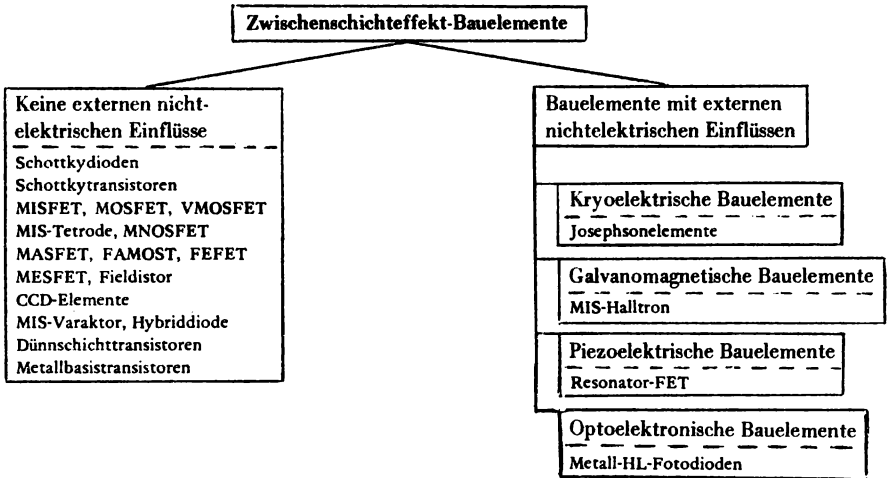 Zwischenschichteffekt-Bauelemente
Keine externen nicht-
elektrischen Einflüsse
Schottkydioden
Schottkytransistoren
MISFET, MOSFET, VMOSFET
MIS-Tetrode, MNOSFET
MASFET, FAMOST, FEFET
MESFET, Fieldistor
CCD-Elemente
MIS-Varaktor, Hybriddiode
Dünnschichttransistoren
Metallbasistransistoren
Bauelemente mit externen
nichtelektrischen Einflüssen
Kryoelektrische Bauelemente
Josephsonelemente
Galvanomagnetische Bauelemente
MIS-Halltron
Piezoelektrische Bauelemente
Resonator-FET
Optoelektronische Bauelemente
Metall-HL-Fotodioden